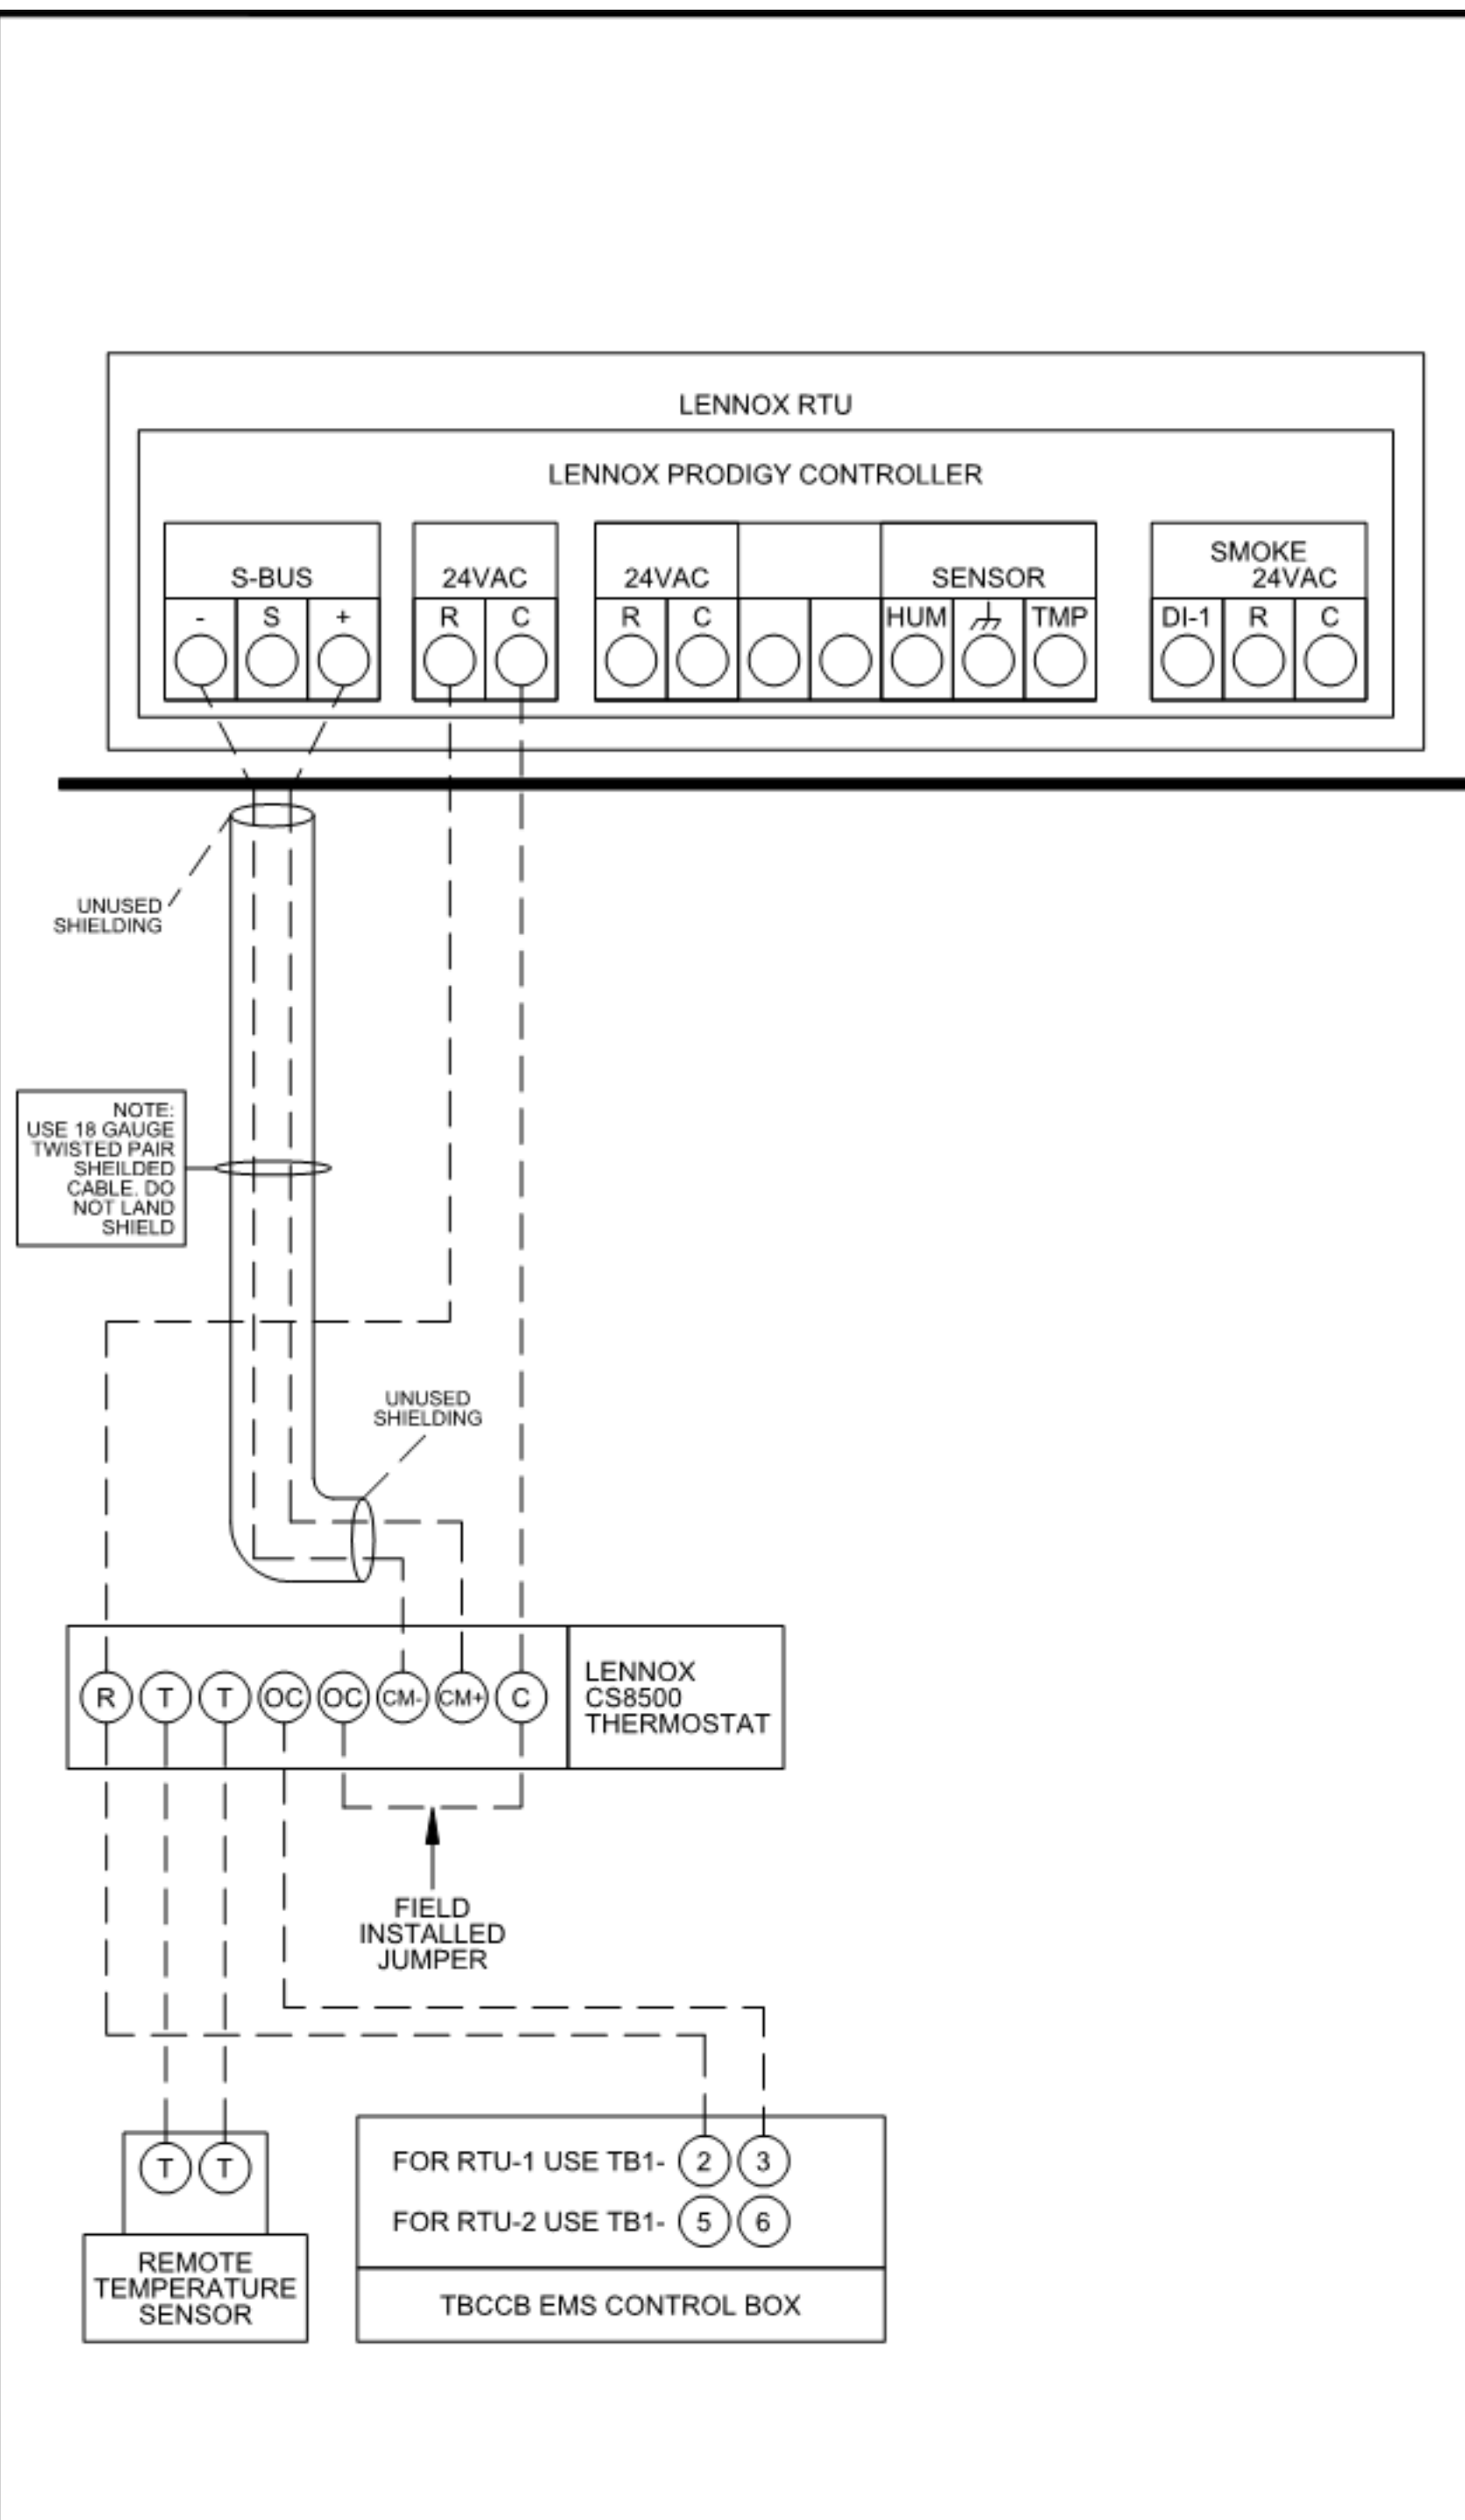 LENNOX RTU
LENNOX PRODIGY CONTROLLER
S-BUS
- S +
24VAC
R C
24VAC
R C
SENSOR
HUM TMP
SMOKE
24VAC
DI-1 R C
UNUSED
SHIELDING
NOTE:
USE 18 GAUGE
TWISTED PAIR
SHEILDED
CABLE. DO
NOT LAND
SHIELD
UNUSED
SHIELDING
R T T OC OC CM- CM+ C
LENNOX
CS8500
THERMOSTAT
FIELD
INSTALLED
JUMPER
T T
REMOTE
TEMPERATURE
SENSOR
FOR RTU-1 USE TB1- 2 3
FOR RTU-2 USE TB1- 5 6
TBCCB EMS CONTROL BOX